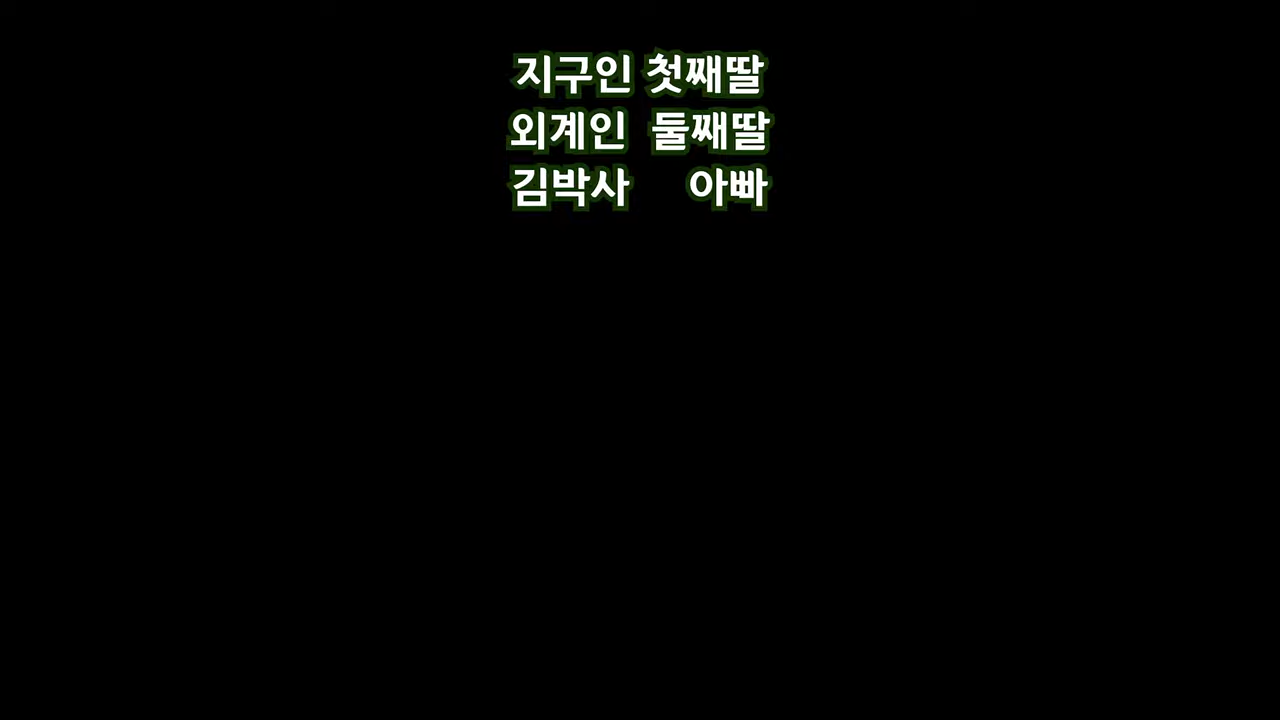 지구인 첫째딸
외계인 둘째딸
김박사 아빠